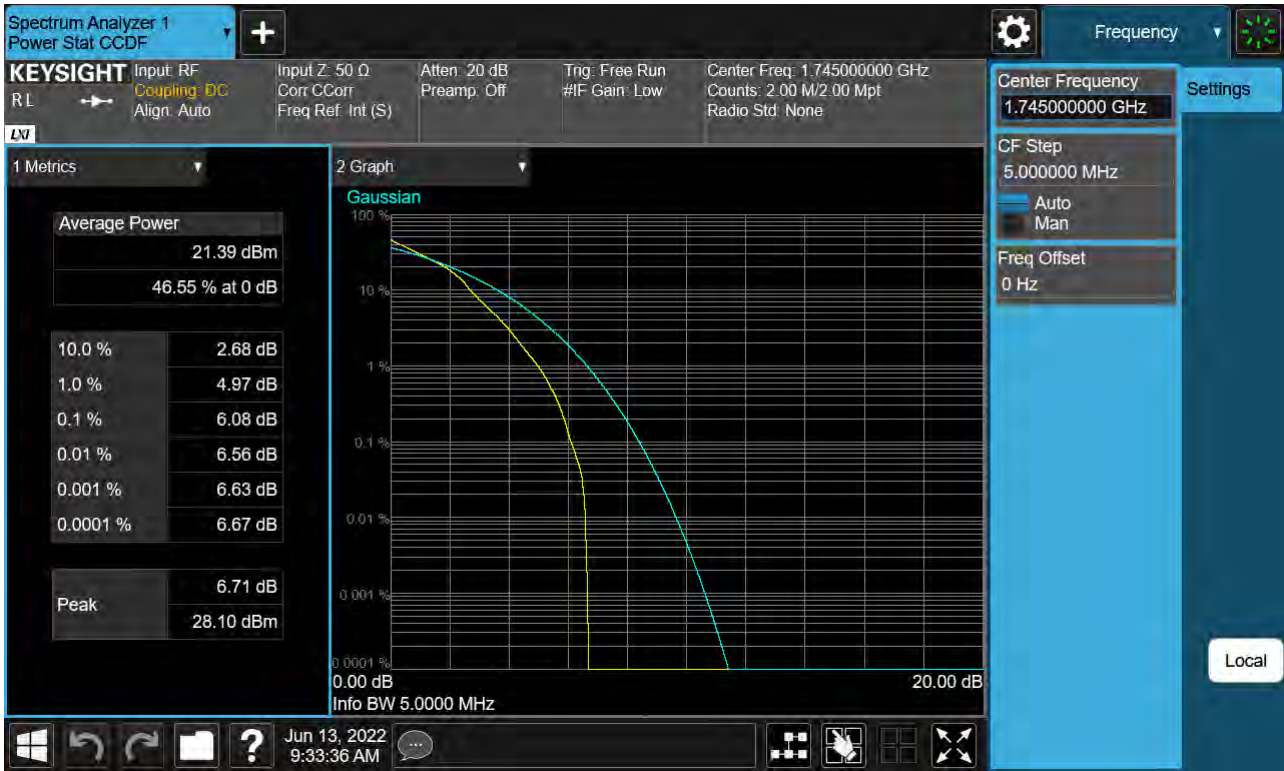 Spectrum Analyzer 1
Power Stat CCDF
Frequency
KEYSIGHT
RL
LXI
Input: RF
Coupling: DC
Align: Auto
Input Z: 50 Ω
Corr CCorr
Freq Ref: Int (S)
Atten: 20 dB
Preamp: Off
Trig: Free Run
#IF Gain: Low
Center Freq: 1.745000000 GHz
Counts: 2.00 M/2.00 Mpt
Radio Std: None
Center Frequency
1.745000000 GHz
Settings
CF Step
5.000000 MHz
Auto
Man
Freq Offset
0 Hz
1 Metrics
Average Power
21.39 dBm
46.55 % at 0 dB
10.0 % 2.68 dB
1.0 % 4.97 dB
0.1 % 6.08 dB
0.01 % 6.56 dB
0.001 % 6.63 dB
0.0001 % 6.67 dB
Peak 6.71 dB
28.10 dBm
2 Graph
Gaussian
100 %
10 %
1 %
0.1 %
0.01 %
0.001 %
0.0001 %
0.00 dB 20.00 dB
Info BW 5.0000 MHz
Local
?
Jun 13, 2022
9:33:36 AM